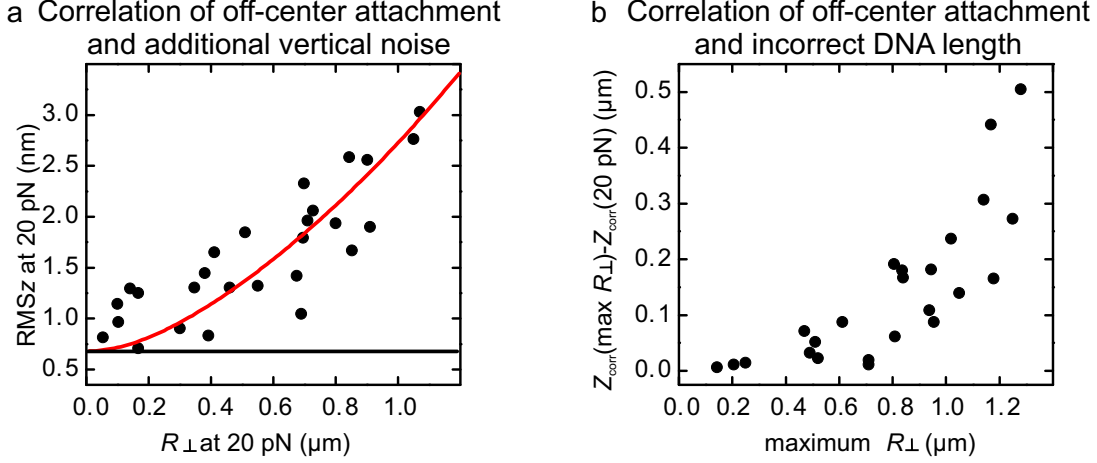 a Correlation of off-center attachment
and additional vertical noise
RMSz at 20 pN (nm)
3.0
2.5
2.0
1.5
1.0
0.5
0.0 0.2 0.4 0.6 0.8 1.0
R⊥ at 20 pN (μm)
b Correlation of off-center attachment
and incorrect DNA length
Zcorr(max R⊥)-Zcorr(20 pN) (μm)
0.5
0.4
0.3
0.2
0.1
0.0
0.0 0.2 0.4 0.6 0.8 1.0 1.2
maximum R⊥ (μm)